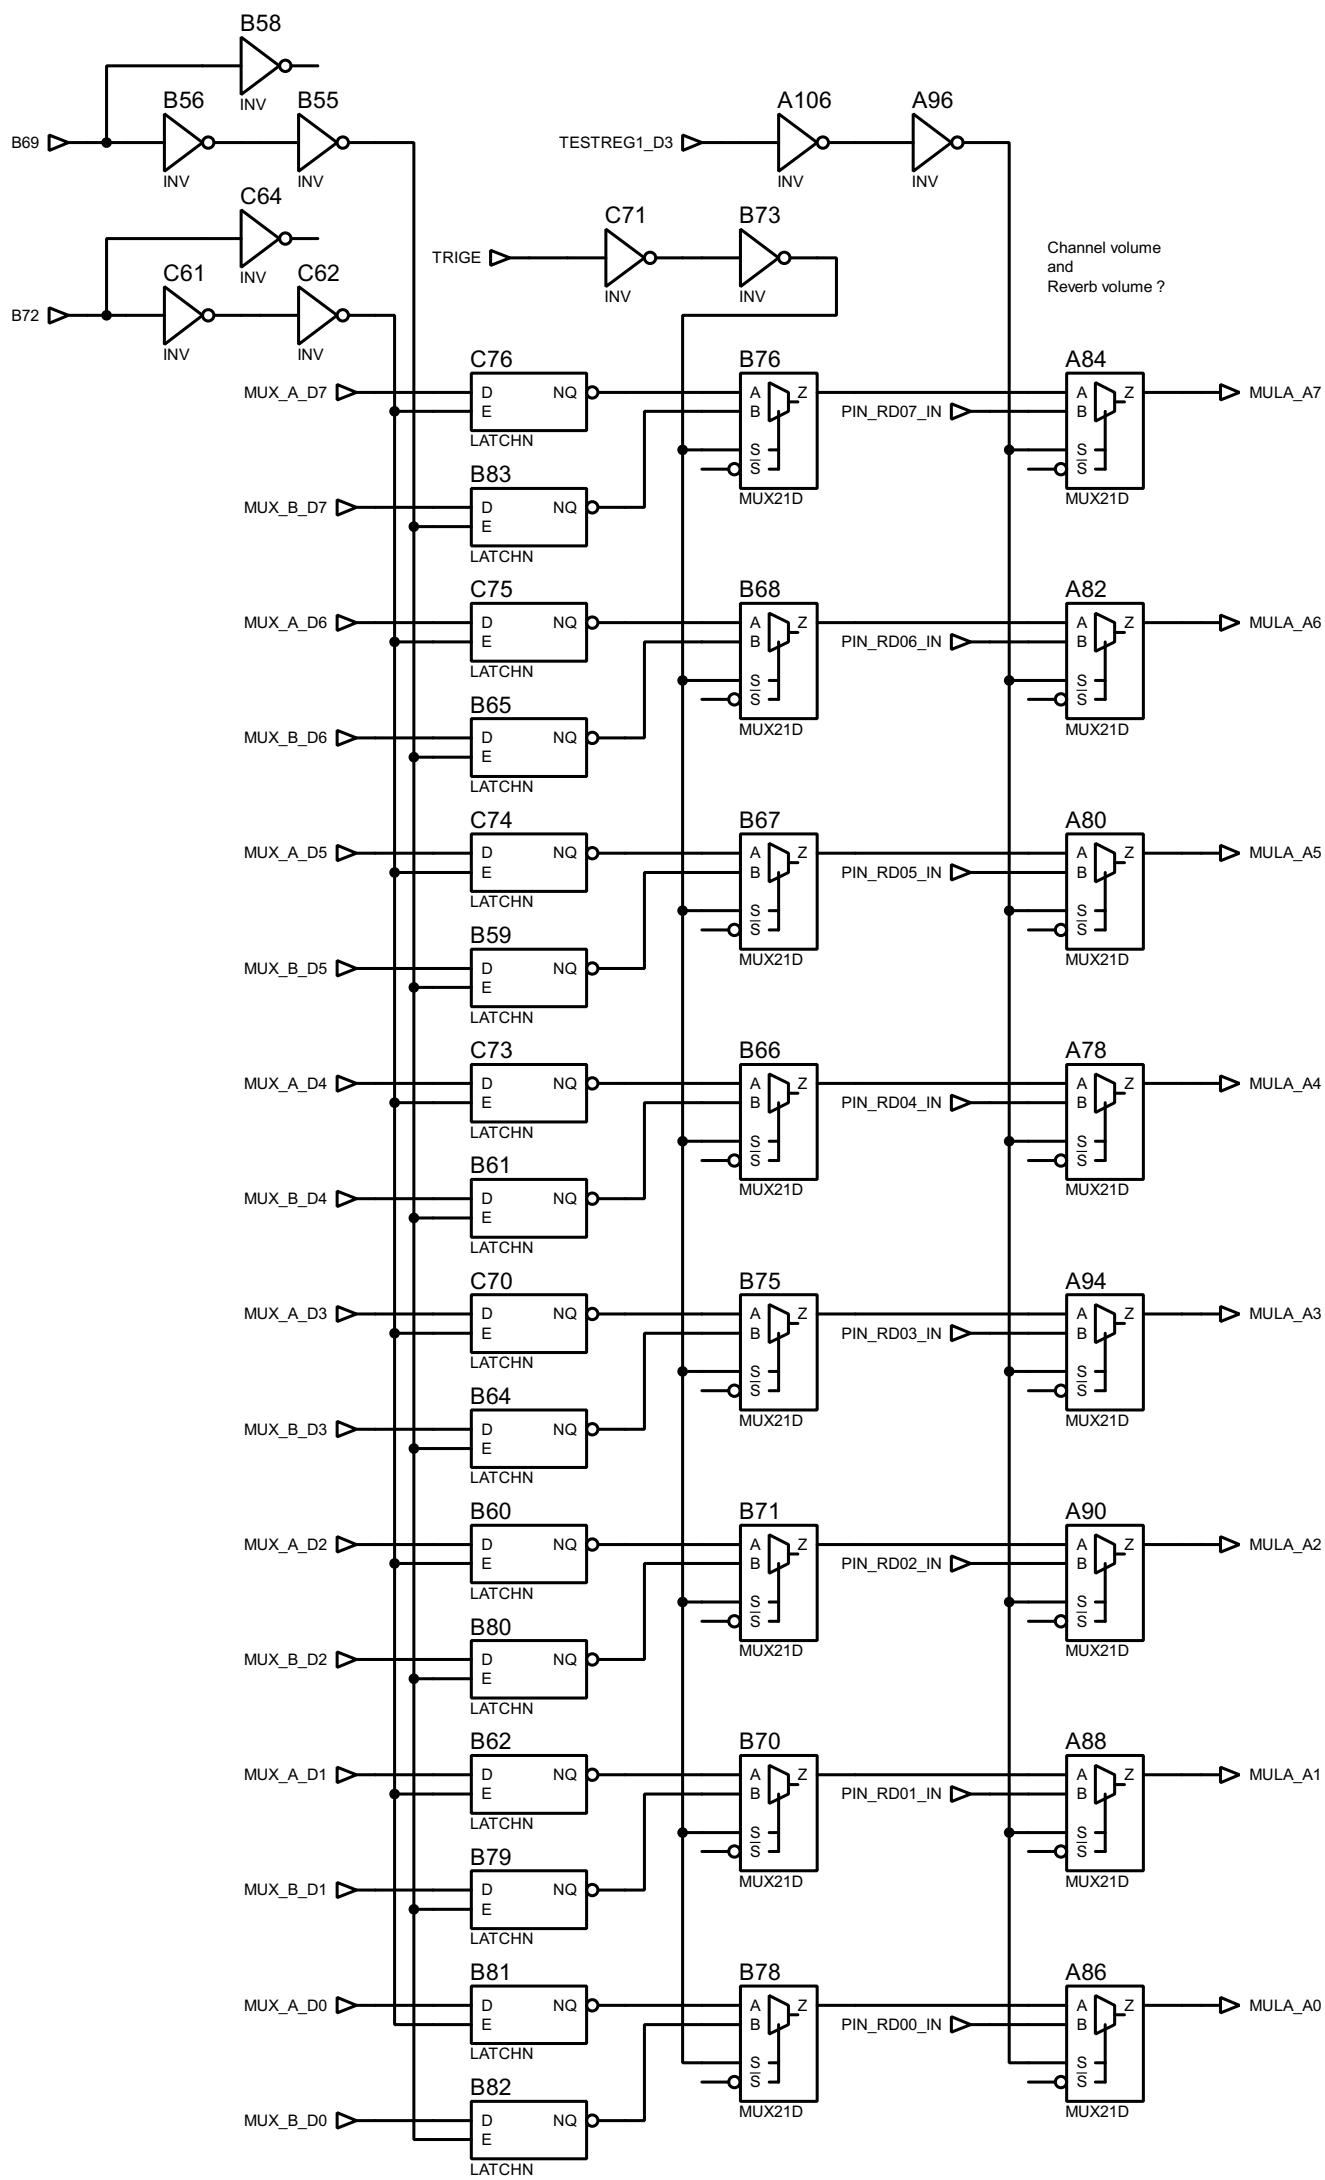 B58
INV
B69
B56
INV
B55
INV
TESTREG1_D3
A106
INV
A96
INV
C64
INV
B72
C61
INV
C62
INV
TRIGE
C71
INV
B73
INV
Channel volume
and
Reverb volume ?
MUX_A_D7
C76
D NQ
E
LATCHN
B76
A Z
B
S
S
MUX21D
PIN_RD07_IN
A84
A Z
B
S
S
MUX21D
MULA_A7
MUX_B_D7
B83
D NQ
E
LATCHN
MUX_A_D6
C75
D NQ
E
LATCHN
B68
A Z
B
S
S
MUX21D
PIN_RD06_IN
A82
A Z
B
S
S
MUX21D
MULA_A6
MUX_B_D6
B65
D NQ
E
LATCHN
MUX_A_D5
C74
D NQ
E
LATCHN
B67
A Z
B
S
S
MUX21D
PIN_RD05_IN
A80
A Z
B
S
S
MUX21D
MULA_A5
MUX_B_D5
B59
D NQ
E
LATCHN
MUX_A_D4
C73
D NQ
E
LATCHN
B66
A Z
B
S
S
MUX21D
PIN_RD04_IN
A78
A Z
B
S
S
MUX21D
MULA_A4
MUX_B_D4
B61
D NQ
E
LATCHN
MUX_A_D3
C70
D NQ
E
LATCHN
B75
A Z
B
S
S
MUX21D
PIN_RD03_IN
A94
A Z
B
S
S
MUX21D
MULA_A3
MUX_B_D3
B64
D NQ
E
LATCHN
MUX_A_D2
B60
D NQ
E
LATCHN
B71
A Z
B
S
S
MUX21D
PIN_RD02_IN
A90
A Z
B
S
S
MUX21D
MULA_A2
MUX_B_D2
B80
D NQ
E
LATCHN
MUX_A_D1
B62
D NQ
E
LATCHN
B70
A Z
B
S
S
MUX21D
PIN_RD01_IN
A88
A Z
B
S
S
MUX21D
MULA_A1
MUX_B_D1
B79
D NQ
E
LATCHN
MUX_A_D0
B81
D NQ
E
LATCHN
B78
A Z
B
S
S
MUX21D
PIN_RD00_IN
A86
A Z
B
S
S
MUX21D
MULA_A0
MUX_B_D0
B82
D NQ
E
LATCHN